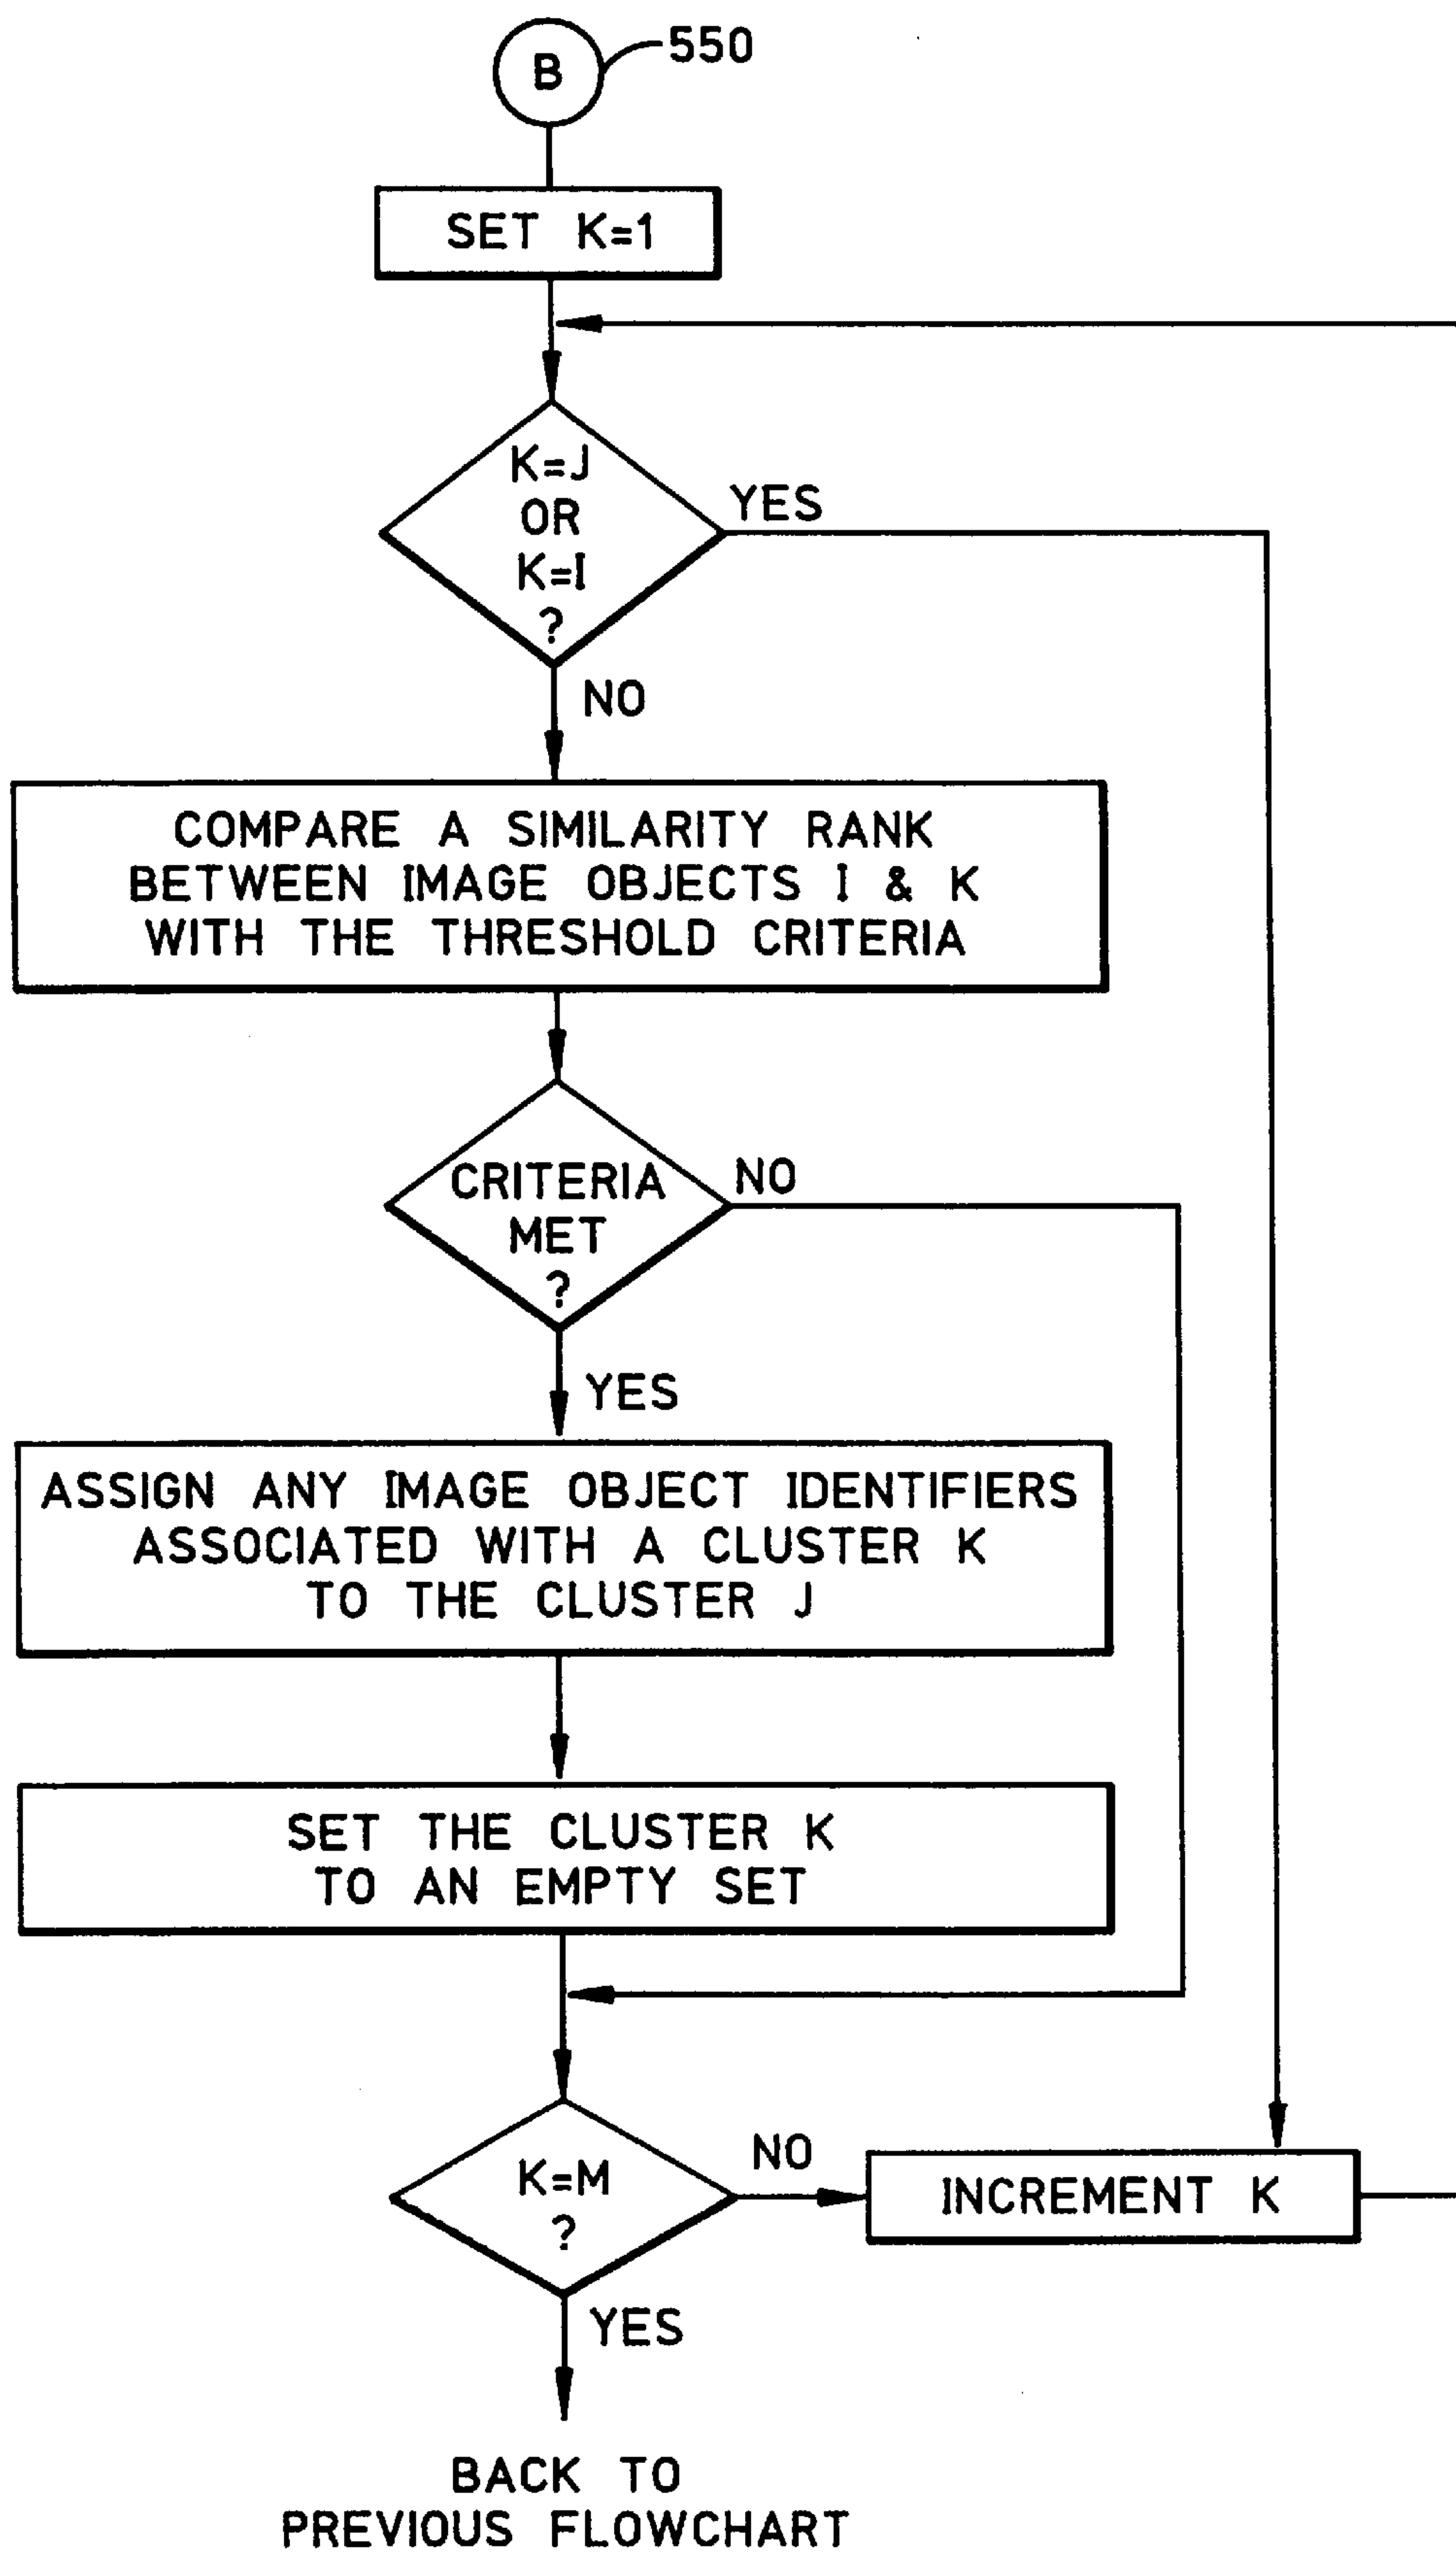 B
550
SET K=1
K=J
OR
K=I
?
YES
NO
COMPARE A SIMILARITY RANK
BETWEEN IMAGE OBJECTS I & K
WITH THE THRESHOLD CRITERIA
CRITERIA
MET
?
NO
YES
ASSIGN ANY IMAGE OBJECT IDENTIFIERS
ASSOCIATED WITH A CLUSTER K
TO THE CLUSTER J
SET THE CLUSTER K
TO AN EMPTY SET
K=M
?
NO
INCREMENT K
YES
BACK TO
PREVIOUS FLOWCHART